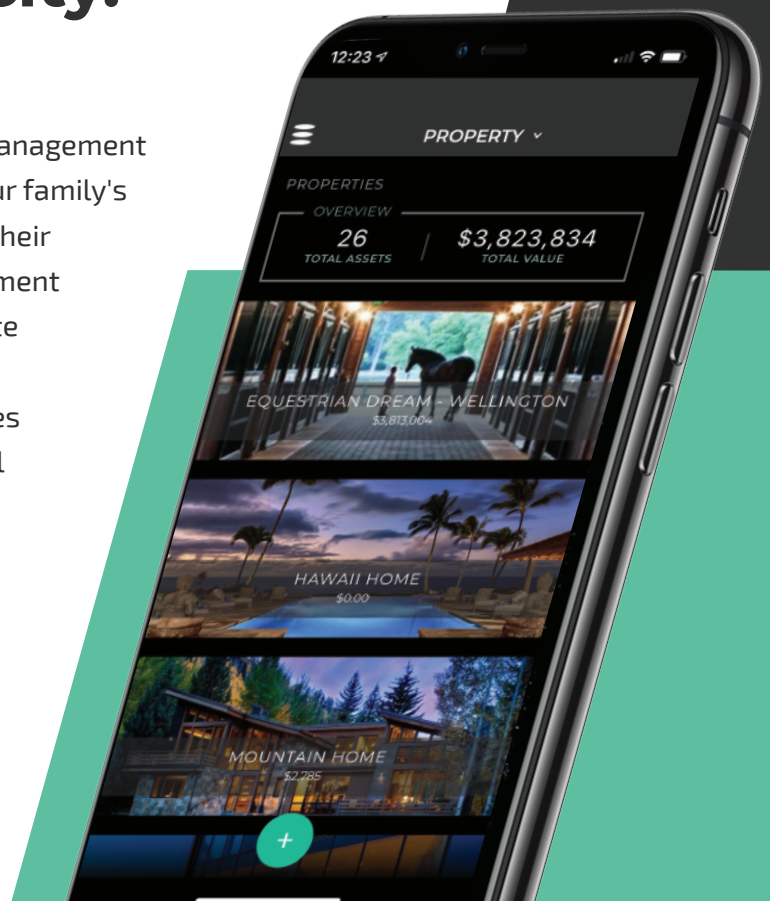 anagement
ur family's
heir
ment
es
l
12:23
PROPERTY
PROPERTIES
OVERVIEW
26 $3,823,834
TOTAL ASSETS TOTAL VALUE
EQUESTRIAN DREAM - WELLINGTON
$3,813,004
HAWAII HOME
$0.00
MOUNTAIN HOME
$2,785
+